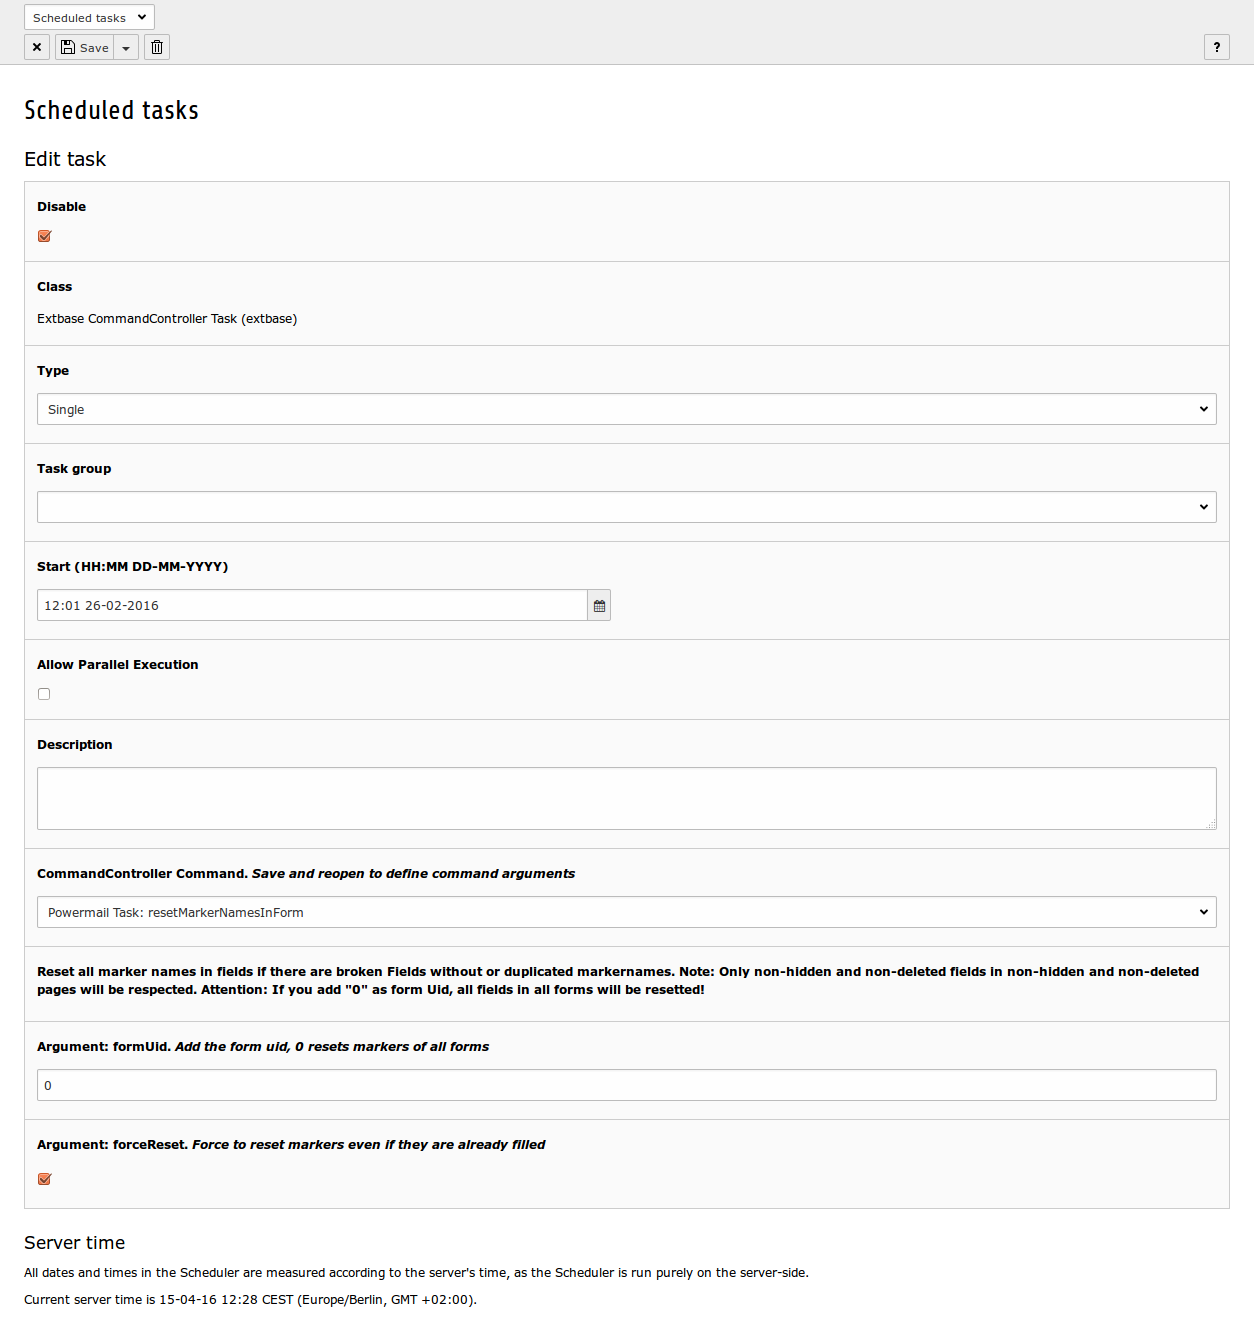 Scheduled tasks
Save
?
Scheduled tasks
Edit task
Disable
Class
Extbase CommandController Task (extbase)
Type
Single
Task group
Start (HH:MM DD-MM-YYYY)
12:01 26-02-2016
Allow Parallel Execution
Description
CommandController Command. Save and reopen to define command arguments
Powermail Task: resetMarkerNamesInForm
Reset all marker names in fields if there are broken Fields without or duplicated markernames. Note: Only non-hidden and non-deleted fields in non-hidden and non-deleted
pages will be respected. Attention: If you add "0" as form Uid, all fields in all forms will be resetted!
Argument: formUid. Add the form uid, 0 resets markers of all forms
0
Argument: forceReset. Force to reset markers even if they are already filled
Server time
All dates and times in the Scheduler are measured according to the server's time, as the Scheduler is run purely on the server-side.
Current server time is 15-04-16 12:28 CEST (Europe/Berlin, GMT +02:00).